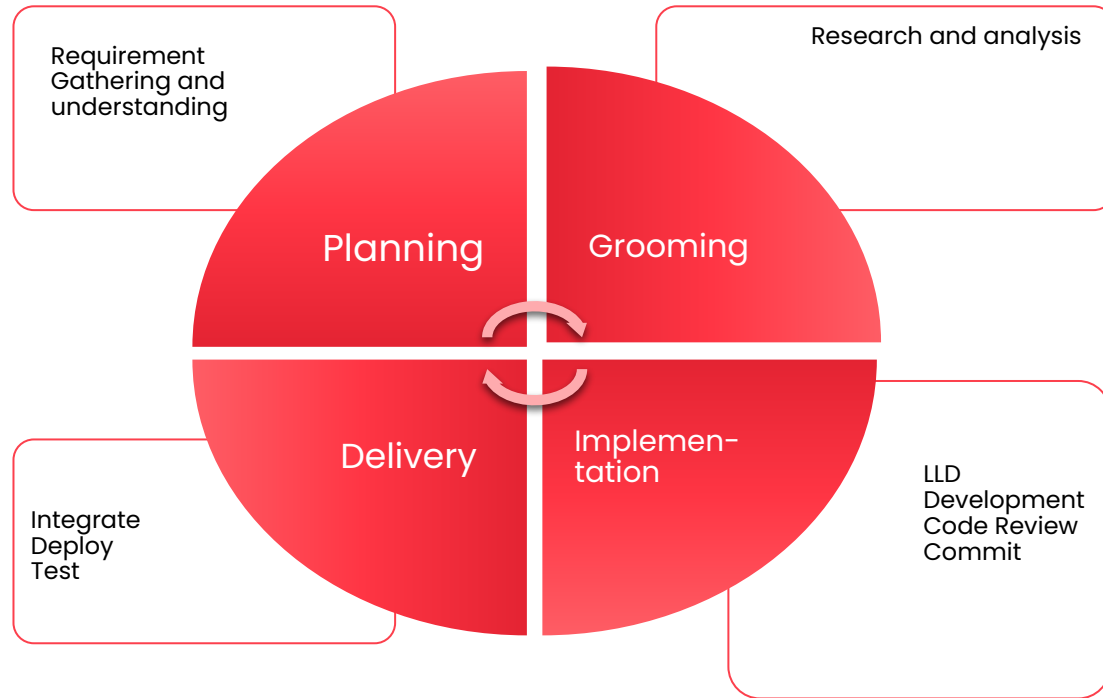 Requirement
Gathering and
understanding
Research and analysis
Planning
Grooming
Delivery
Implemen-
tation
Integrate
Deploy
Test
LLD
Development
Code Review
Commit